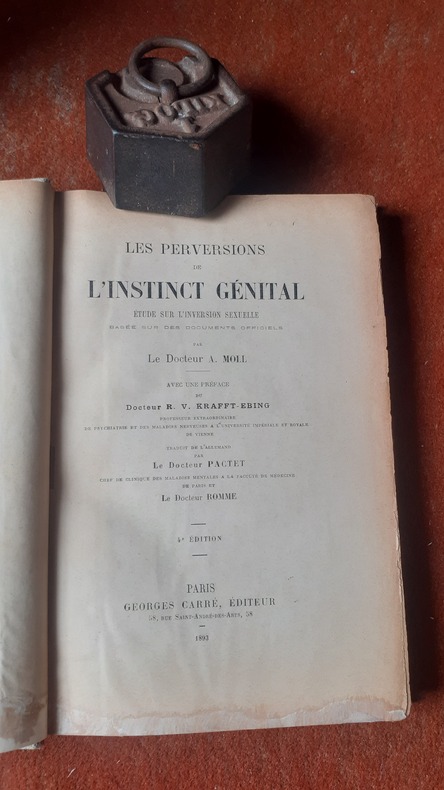 LES PERVERSIONS
DE
L'INSTINCT GÉNITAL
ÉTUDE SUR L'INVERSION SEXUELLE
BASÉE SUR DES DOCUMENTS OFFICIELS
PAR
Le Docteur A. MOLL
AVEC UNE PRÉFACE
DU
Docteur R. V. KRAFFT-EBING
PROFESSEUR EXTRAORDINAIRE
DE PSYCHIATRIE ET DES MALADIES NERVEUSES A L'UNIVERSITÉ IMPÉRIALE ET ROYALE
DE VIENNE
TRADUIT DE L'ALLEMAND
PAR
Le Docteur PACTET
CHEF DE CLINIQUE DES MALADIES MENTALES A LA FACULTÉ DE MÉDECINE
DE PARIS ET
Le Docteur ROMME
4e ÉDITION
PARIS
GEORGES CARRÉ, ÉDITEUR
58, RUE SAINT-ANDRÉ-DES-ARTS, 58
1893